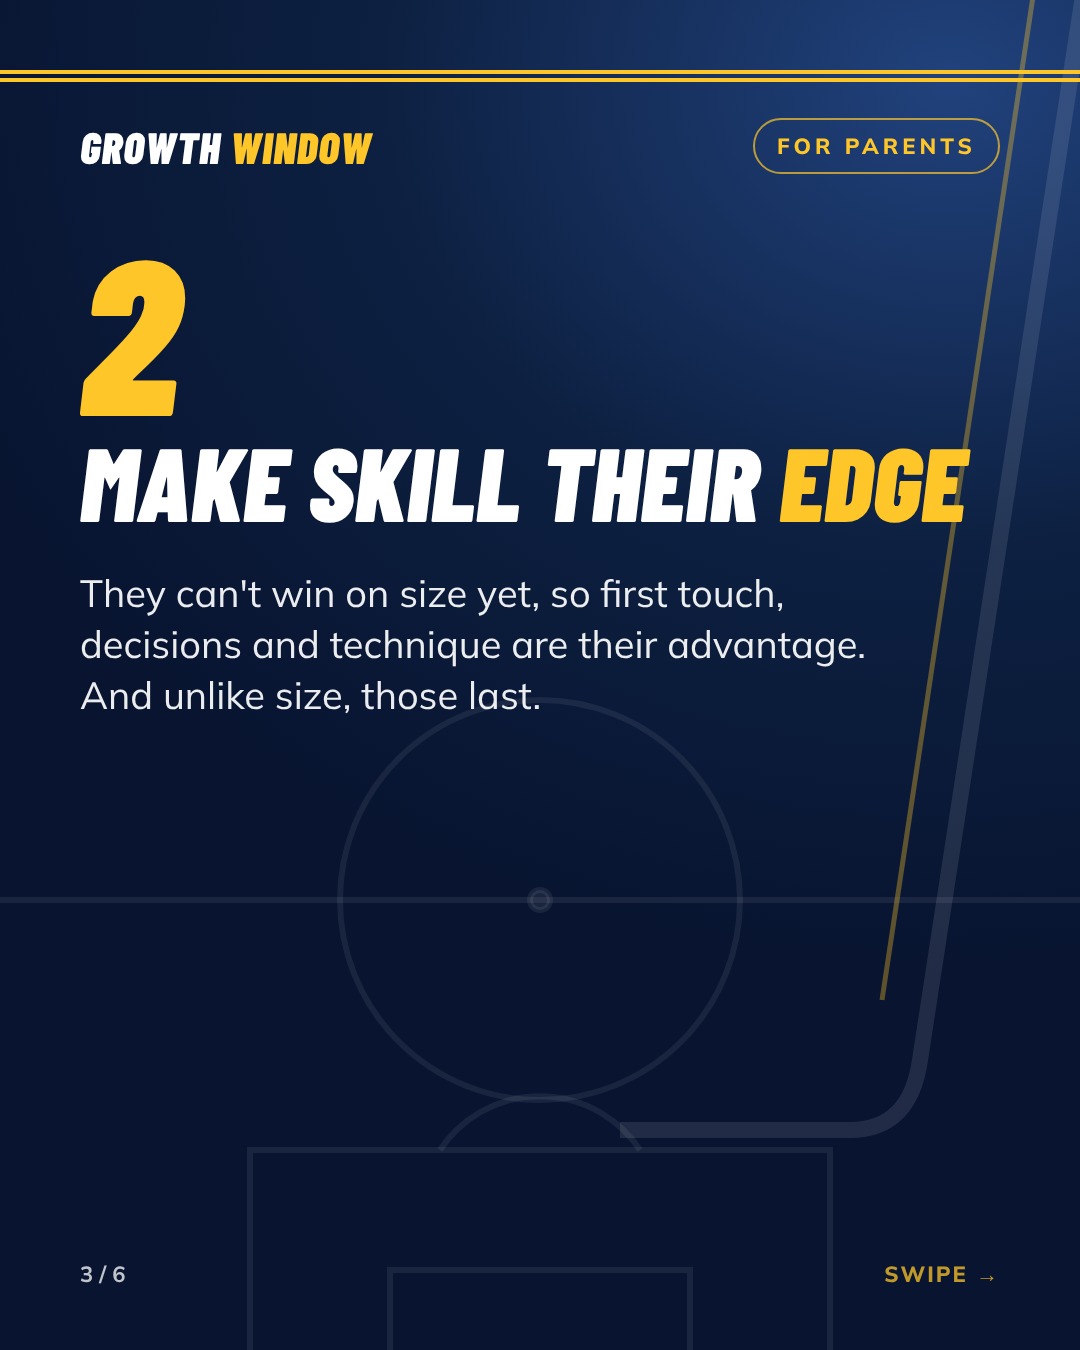 GROWTH WINDOW
FOR PARENTS
2
MAKE SKILL THEIR EDGE
They can't win on size yet, so first touch,
decisions and technique are their advantage.
And unlike size, those last.
3 / 6
SWIPE →